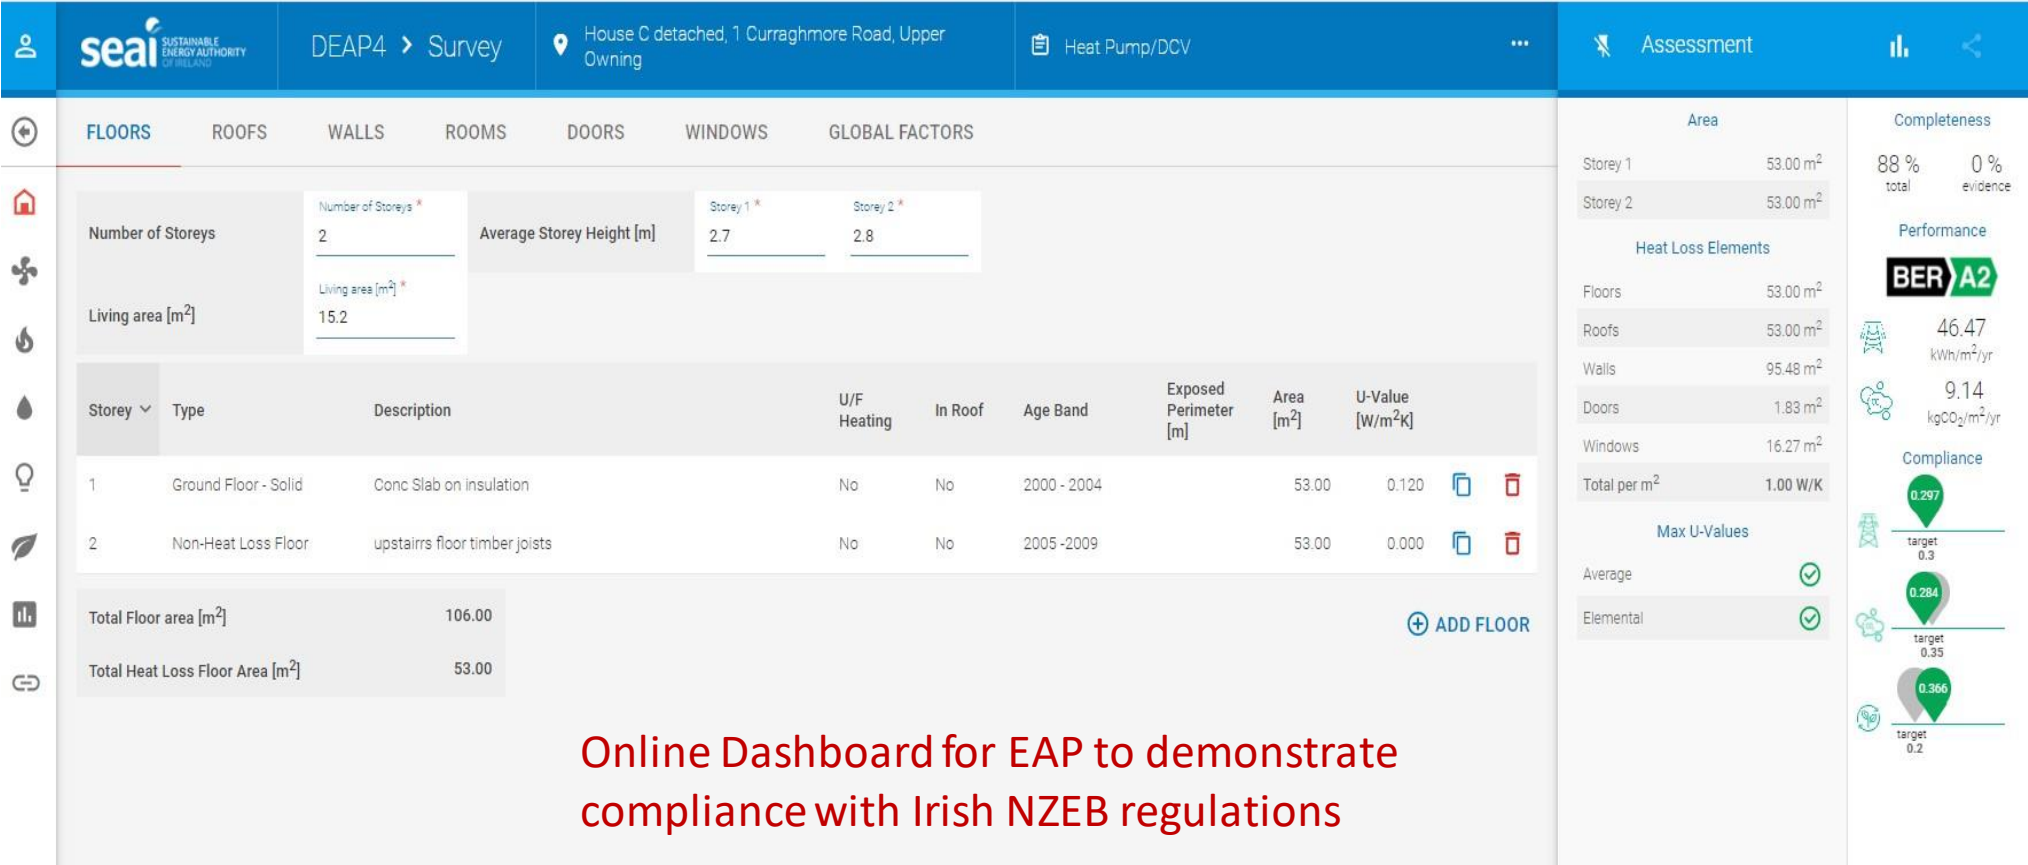 seai SUSTAINABLE
ENERGY AUTHORITY
OF IRELAND
DEAP4 > Survey
House C detached, 1 Curraghmore Road, Upper
Owning
Heat Pump/DCV
Assessment
FLOORS ROOFS WALLS ROOMS DOORS WINDOWS GLOBAL FACTORS
Number of Storeys
Number of Storeys *
2
Average Storey Height [m]
Storey 1 *
2.7
Storey 2 *
2.8
Living area [m²]
Living area [m²] *
15.2
Storey Type Description U/F Heating In Roof Age Band Exposed Perimeter [m] Area [m²] U-Value [W/m²K]
1 Ground Floor - Solid Conc Slab on insulation No No 2000 - 2004 53.00 0.120
2 Non-Heat Loss Floor upstairrs floor timber joists No No 2005 -2009 53.00 0.000
Total Floor area [m²] 106.00
Total Heat Loss Floor Area [m²] 53.00
ADD FLOOR
Online Dashboard for EAP to demonstrate
compliance with Irish NZEB regulations
Area
Storey 1 53.00 m²
Storey 2 53.00 m²
Heat Loss Elements
Floors 53.00 m²
Roofs 53.00 m²
Walls 95.48 m²
Doors 1.83 m²
Windows 16.27 m²
Total per m² 1.00 W/K
Max U-Values
Average
Elemental
Completeness
88 % 0 %
total evidence
Performance
BER A2
46.47
kWh/m²/yr
9.14
kgCO₂/m²/yr
Compliance
0.297
target
0.3
0.284
target
0.35
0.366
target
0.2